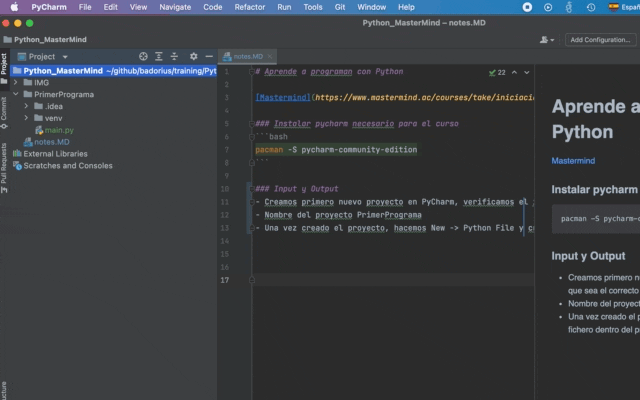 PyCharm File Edit View Navigate Code Refactor Run Tools Git Window Help Españ
Python_MasterMind – notes.MD
Python_MasterMind
Add Configuration...
Project
notes.MD
Python_MasterMind ~/github/badorius/training/Pyt
IMG
PrimerPrograma
.idea
venv
main.py
notes.MD
External Libraries
Scratches and Consoles
Project
Commit
Pull Requests
ucture
22
1 # Aprende a programan con Python
2
3 [Mastermind](https://www.mastermind.ac/courses/take/iniciaci
4
5 ### Instalar pycharm necesario para el curso
6 ```bash
7 pacman -S pycharm-community-edition
8 ```
9
10 ### Input y Output
11 - Creamos primero nuevo proyecto en PyCharm, verificamos el
12 - Nombre del proyecto PrimerPrograma
13 - Una vez creado el proyecto, hacemos New -> Python File y c
14
15
16
17
Aprende a
Python
Mastermind
Instalar pycharm
pacman -S pycharm-c
Input y Output
• Creamos primero nu
que sea el correcto
• Nombre del proyect
• Una vez creado el p
fichero dentro del p